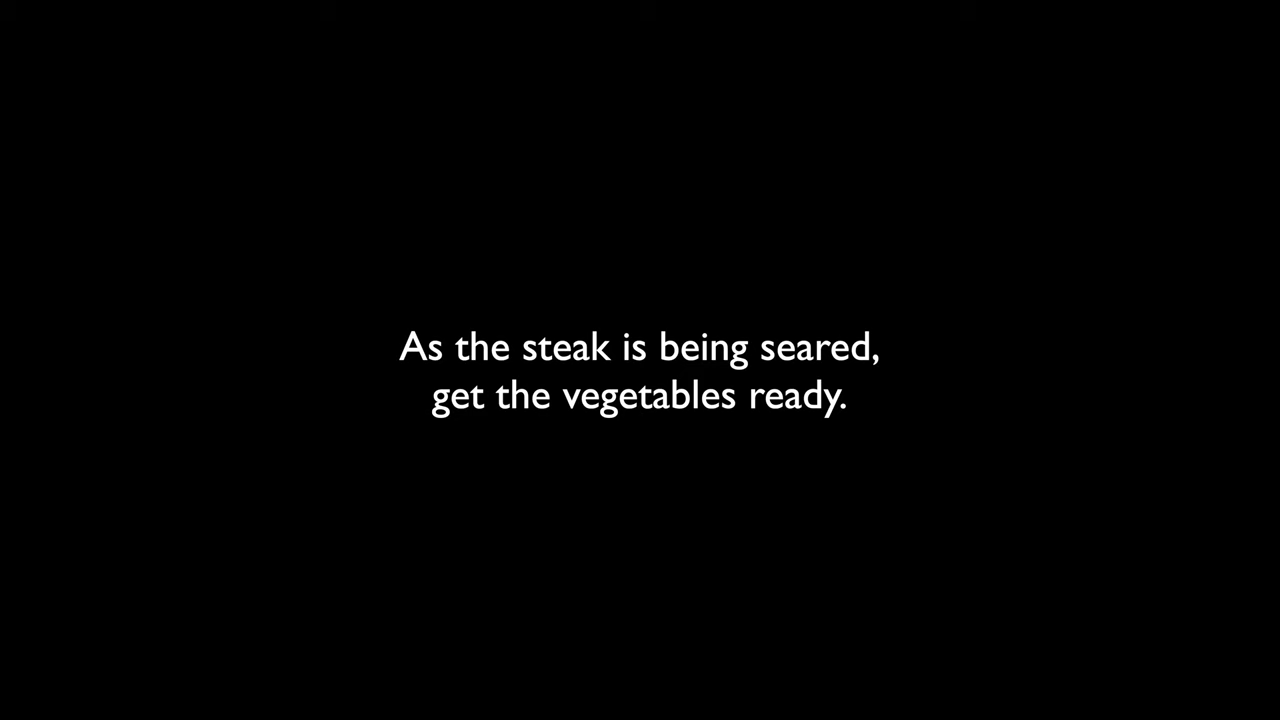 As the steak is being seared,
get the vegetables ready.